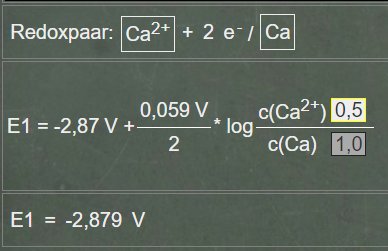 Redoxpaar: Ca²⁺ + 2 e⁻ / Ca
0,059 V c(Ca²⁺) 0,5
E1 = -2,87 V + * log
2 c(Ca) 1,0
E1 = -2,879 V